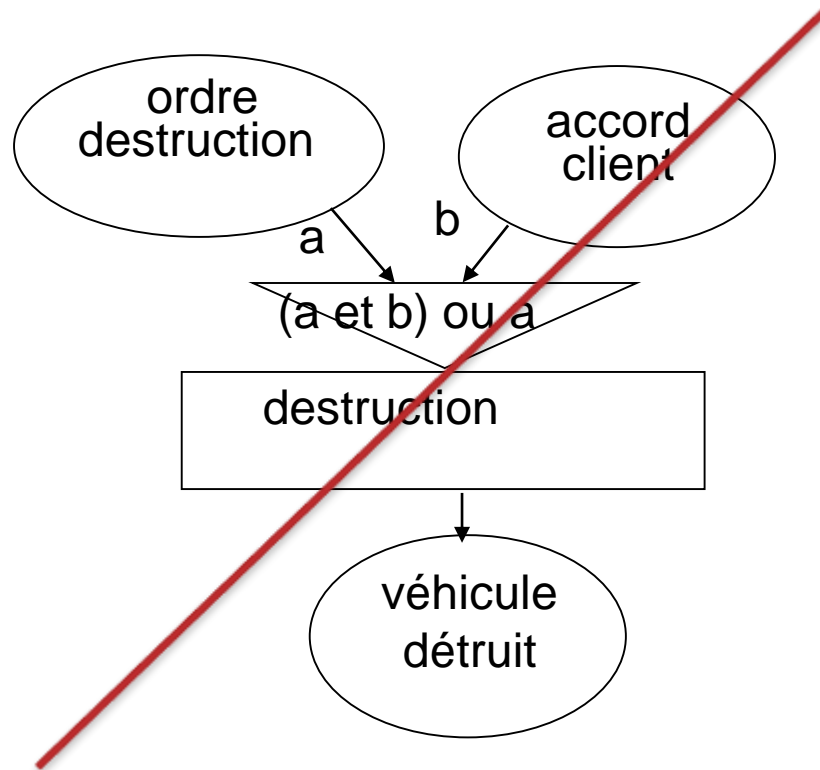 ordre
destruction
accord
client
a
b
(a et b) ou a
destruction
véhicule
détruit